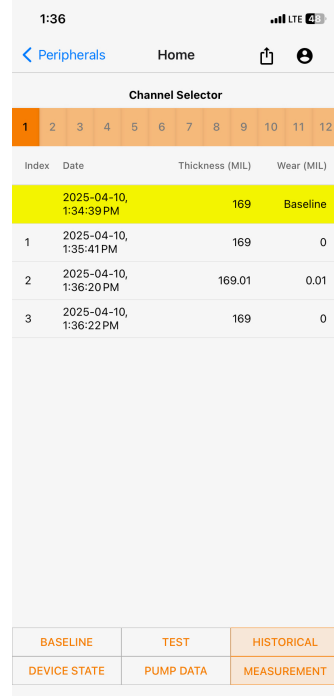 1:36 LTE 48
Peripherals Home
Channel Selector
1 2 3 4 5 6 7 8 9 10 11 12
Index Date Thickness (MIL) Wear (MIL)
2025-04-10,
1:34:39 PM 169 Baseline
2025-04-10,
1 1:35:41 PM 169 0
2025-04-10,
2 1:36:20 PM 169.01 0.01
2025-04-10,
3 1:36:22 PM 169 0
BASELINE TEST HISTORICAL
DEVICE STATE PUMP DATA MEASUREMENT